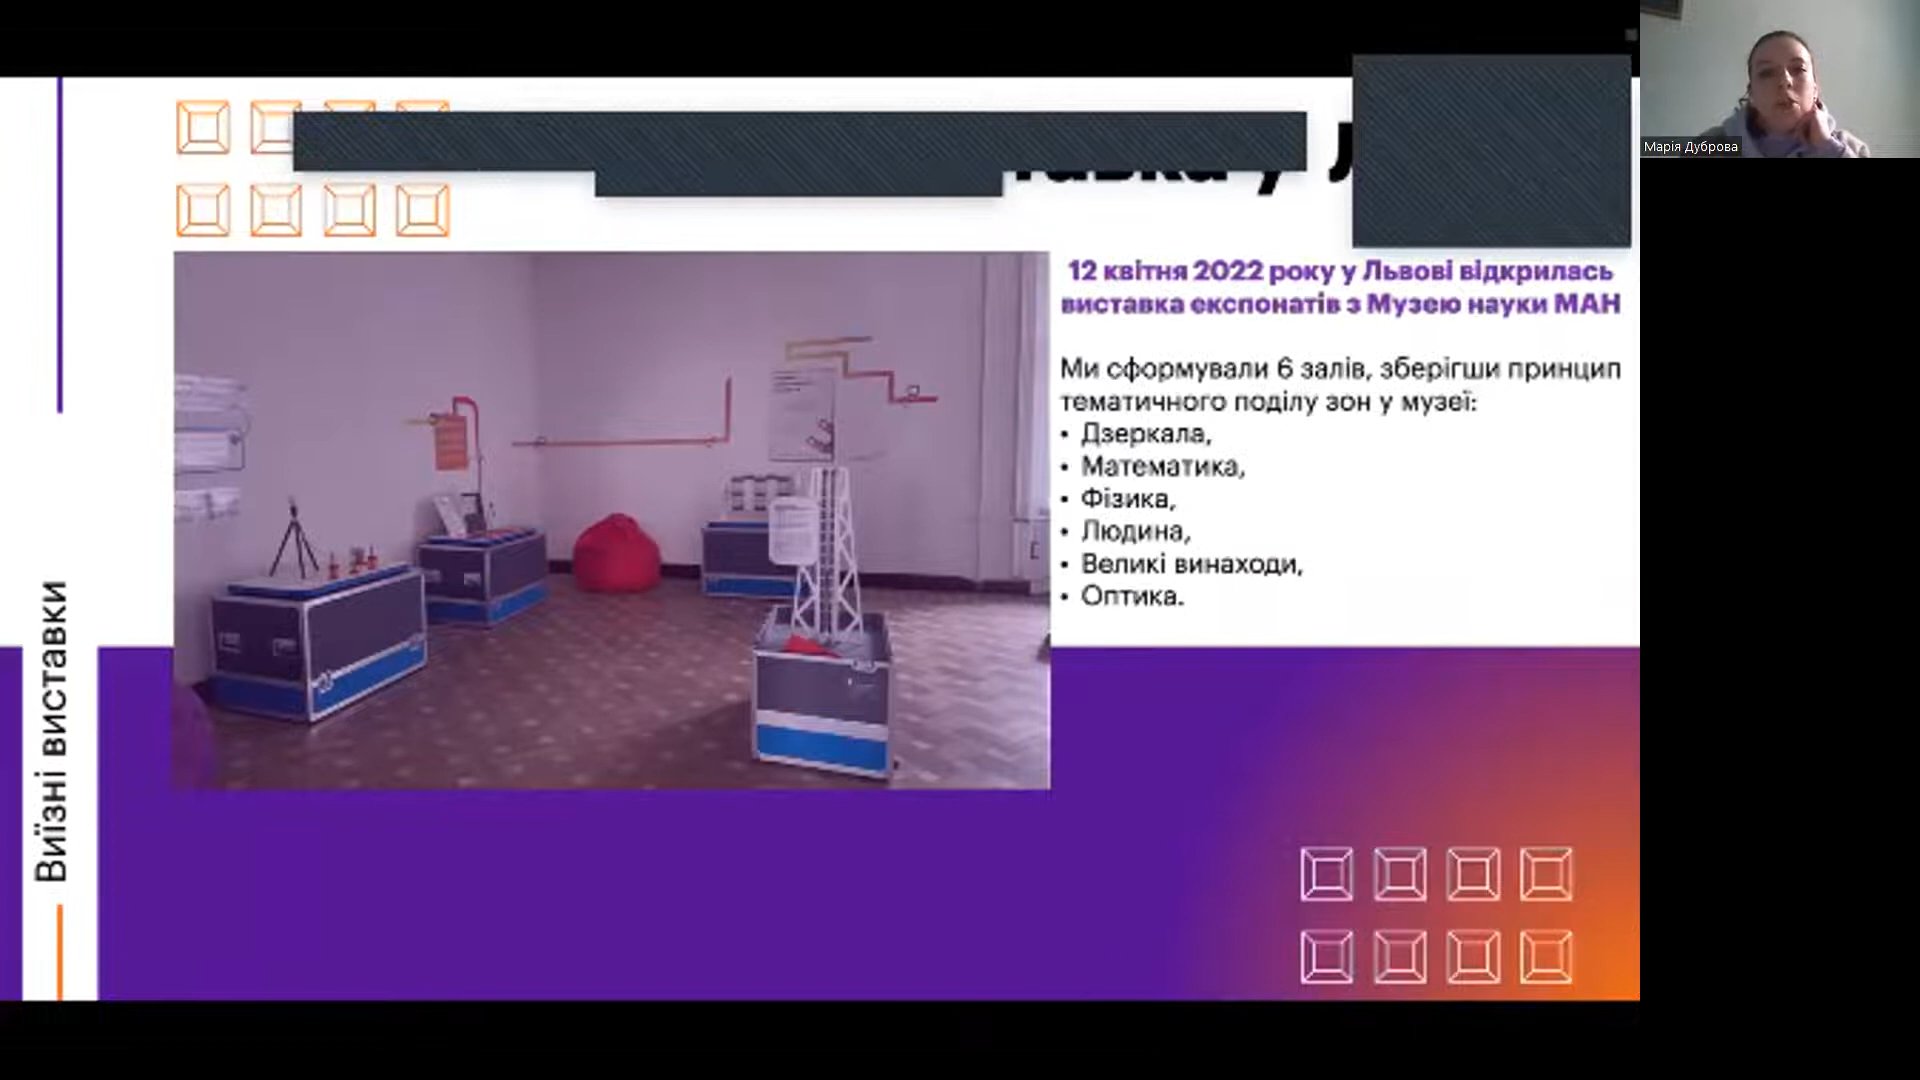 Марія Дуброва
12 квітня 2022 року у Львові відкрилась
виставка експонатів з Музею науки МАН
Ми сформували 6 залів, зберігши принцип
тематичного поділу зон у музеї:
• Дзеркала,
• Математика,
• Фізика,
• Людина,
• Великі винаходи,
• Оптика.
Виїзні виставки